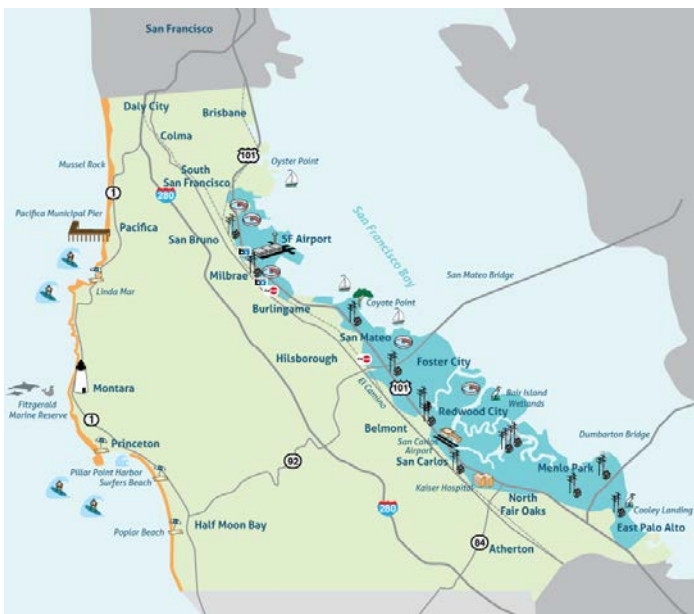 San Francisco
Daly City
Brisbane
Colma
101
Oyster Point
Mussel Rock
South
San Francisco
1
280
Pacifica Municipal Pier
Pacifica
San Francisco Bay
San Bruno
SF Airport
Milbrae
San Mateo Bridge
Linda Mar
Burlingame
Coyote Point
San Mateo
Hilsborough
Foster City
El Camino
101
Montara
Bair Island
Wetlands
Fitzgerald
Marine Reserve
Redwood City
1
Belmont
Dumbarton Bridge
Princeton
San Carlos
Airport
92
San Carlos
Menlo Park
Pillar Point Harbor
Surfers Beach
Kaiser Hospital
North
Fair Oaks
280
Cooley Landing
Poplar Beach
Half Moon Bay
East Palo Alto
84
Atherton